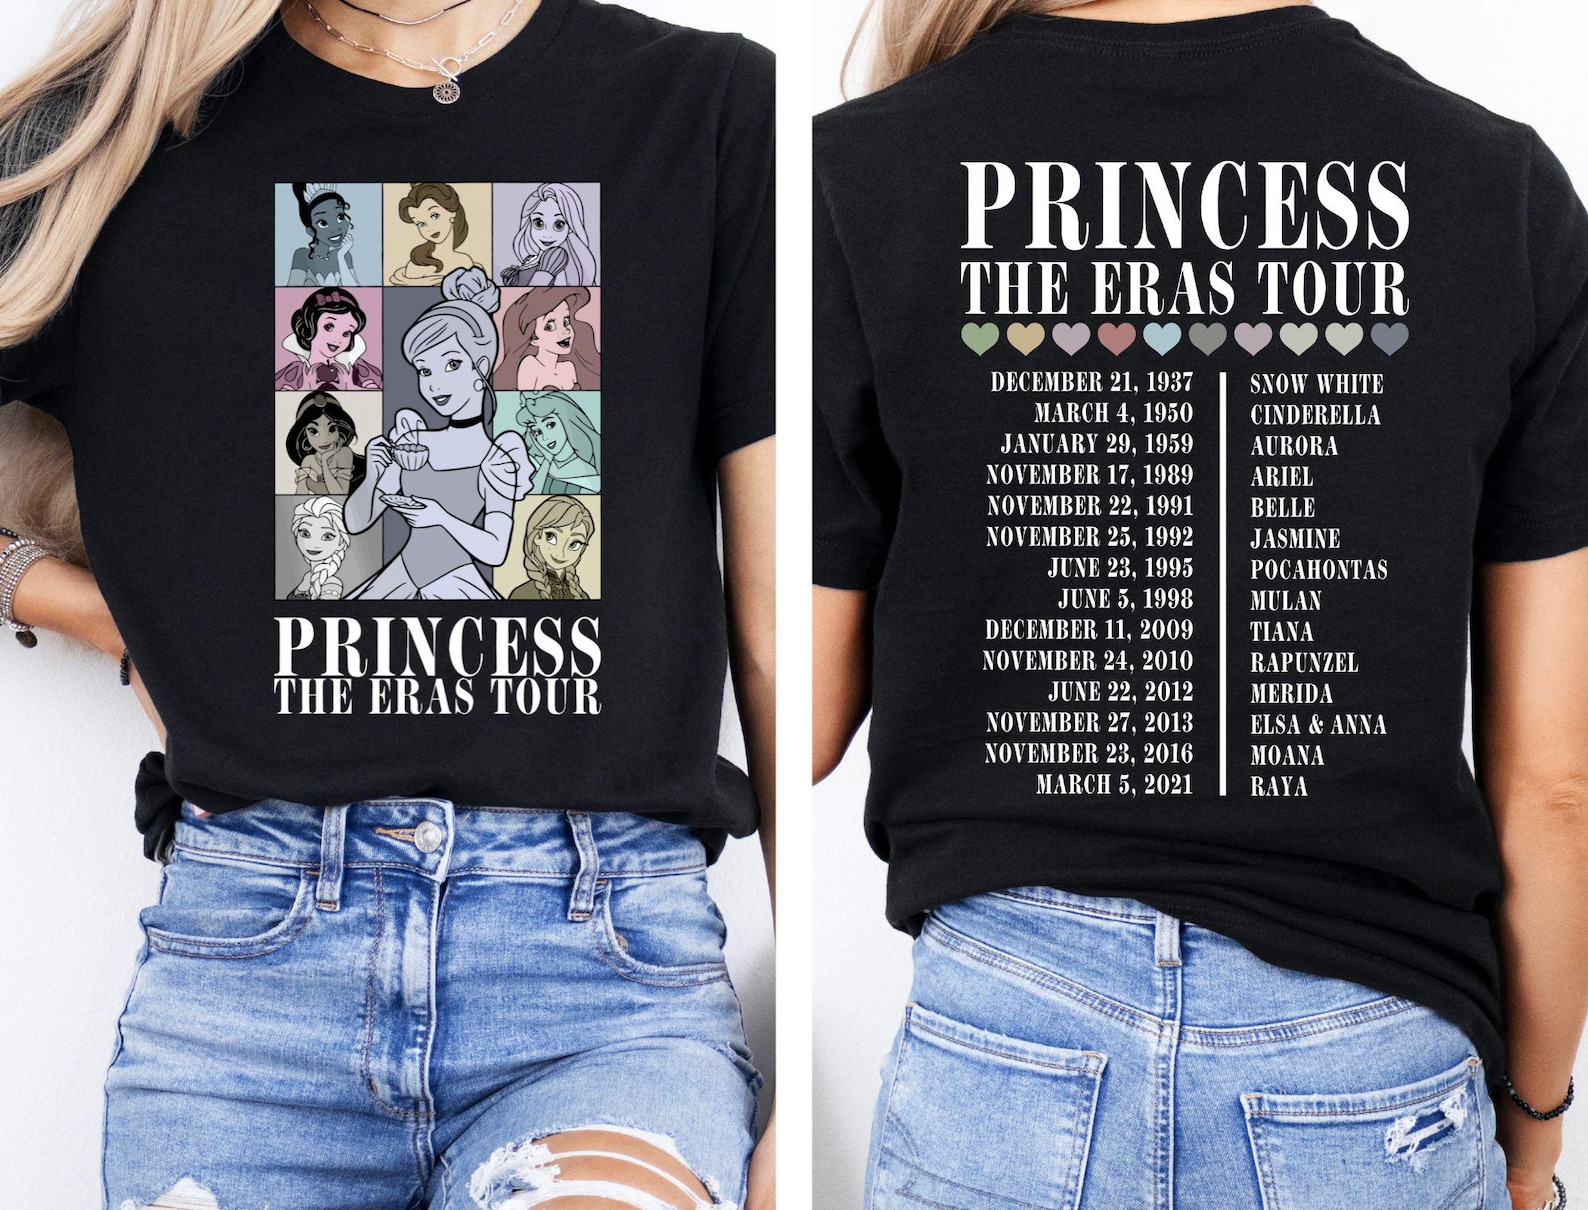 PRINCESS
THE ERAS TOUR
PRINCESS
THE ERAS TOUR
DECEMBER 21, 1937 SNOW WHITE
MARCH 4, 1950 CINDERELLA
JANUARY 29, 1959 AURORA
NOVEMBER 17, 1989 ARIEL
NOVEMBER 22, 1991 BELLE
NOVEMBER 25, 1992 JASMINE
JUNE 23, 1995 POCAHONTAS
JUNE 5, 1998 MULAN
DECEMBER 11, 2009 TIANA
NOVEMBER 24, 2010 RAPUNZEL
JUNE 22, 2012 MERIDA
NOVEMBER 27, 2013 ELSA & ANNA
NOVEMBER 23, 2016 MOANA
MARCH 5, 2021 RAYA